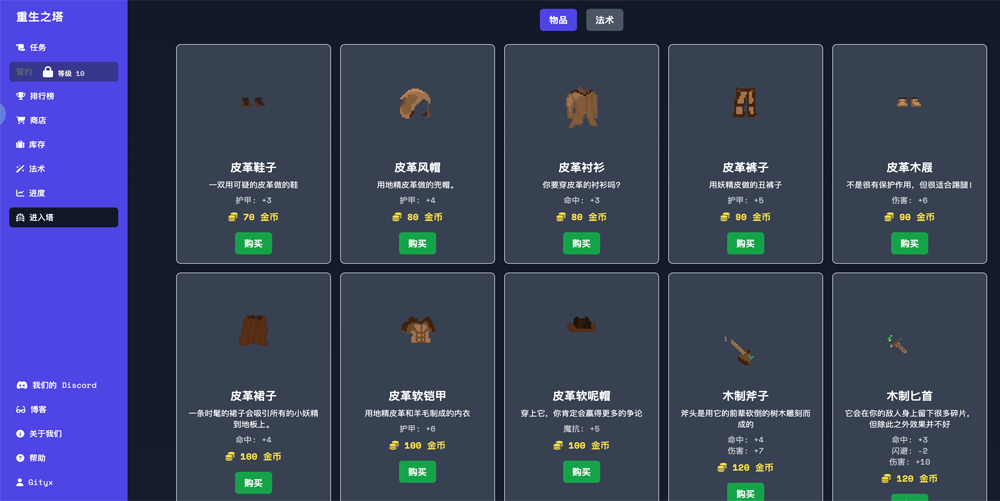 重生之塔
任务
誓约 等级 10
排行榜
商店
库存
法术
进度
进入塔
我们的 Discord
博客
关于我们
帮助
Gityx
物品 法术
皮革鞋子
一双用可疑的皮革做的鞋
护甲: +3
70 金币
购买
皮革风帽
用地精皮革做的兜帽。
护甲: +4
80 金币
购买
皮革衬衫
你要穿皮革的衬衫吗?
命中: +3
80 金币
购买
皮革裤子
用妖精皮做的丑裤子
护甲: +5
90 金币
购买
皮革木屐
不是很有保护作用，但很适合踢腿!
伤害: +6
90 金币
购买
皮革裙子
一条时髦的裙子会吸引所有的小妖精
到地板上。
命中: +4
100 金币
购买
皮革软铠甲
用地精皮革和羊毛制成的内衣
护甲: +6
100 金币
购买
皮革软呢帽
穿上它，你肯定会赢得更多的争论
魔抗: +5
100 金币
购买
木制斧子
斧头是用它的前辈砍倒的树木雕刻而
成的
命中: +4
伤害: +7
120 金币
购买
木制匕首
它会在你的敌人身上留下很多碎片，
但除此之外效果并不好
命中: +3
闪避: -2
伤害: +10
120 金币